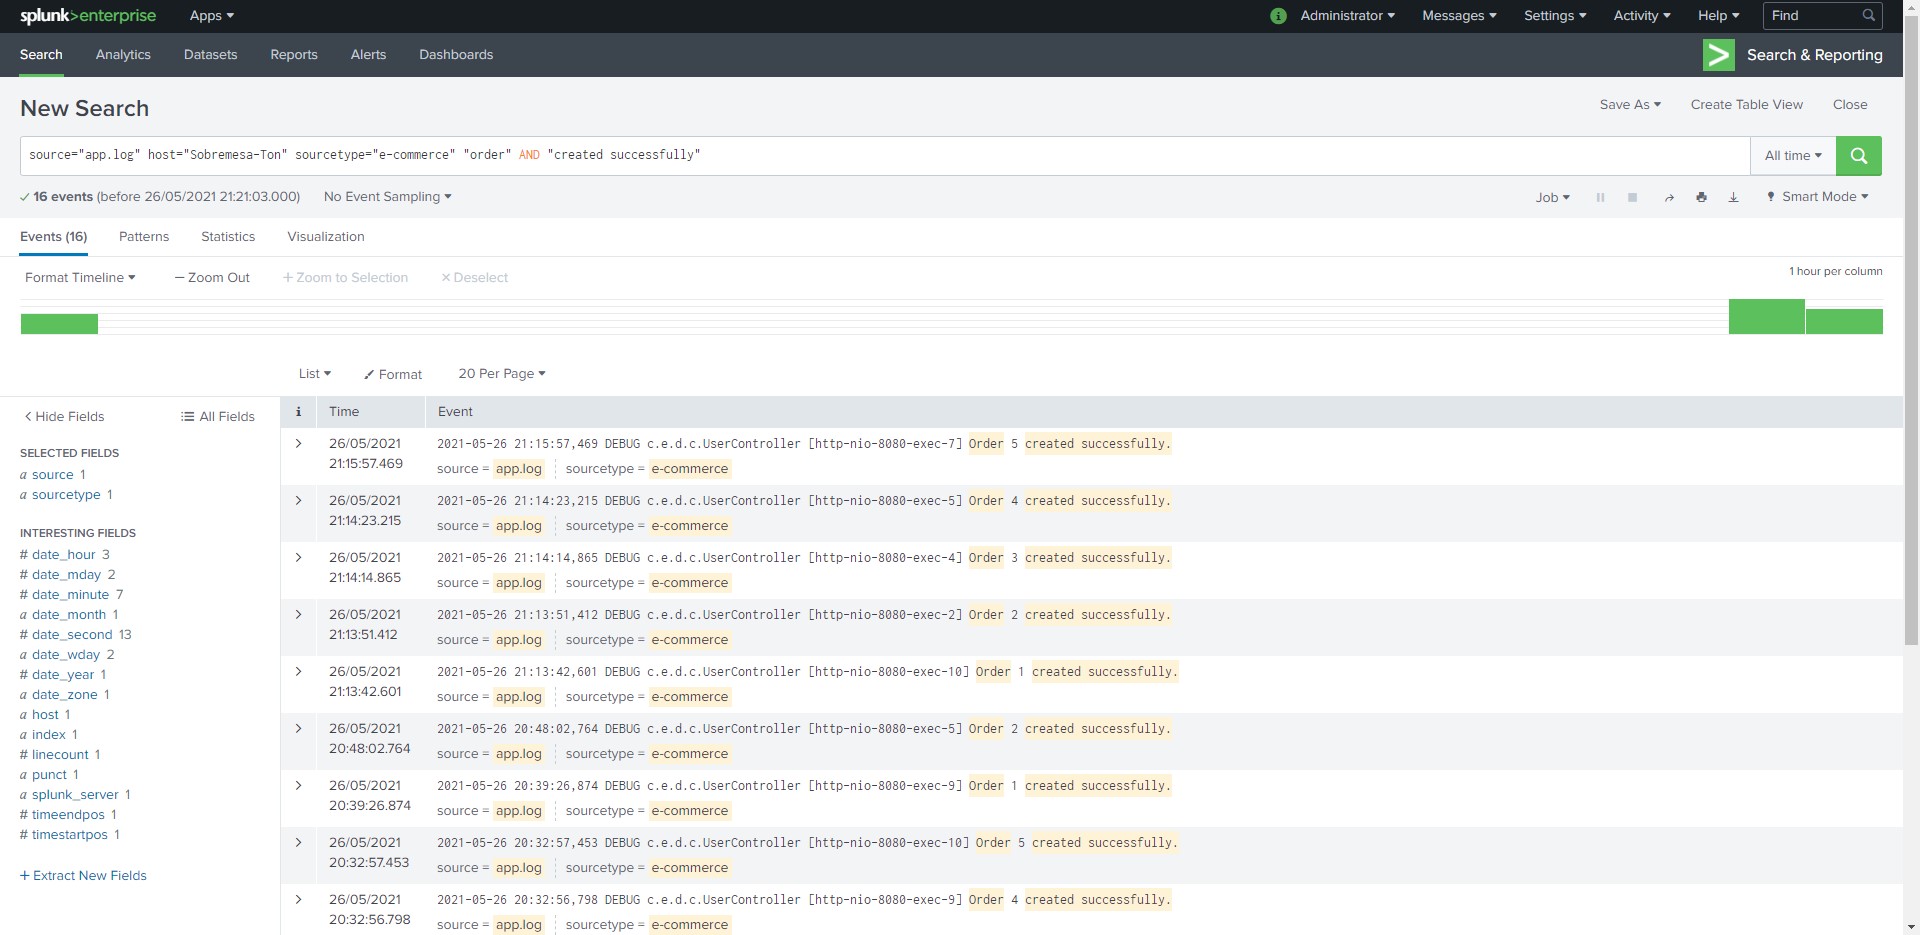 splunk>enterprise Apps Administrator Messages Settings Activity Help Find
Search Analytics Datasets Reports Alerts Dashboards Search & Reporting
New Search Save As Create Table View Close
source="app.log" host="Sobremesa-Ton" sourcetype="e-commerce" "order" AND "created successfully" All time
16 events (before 26/05/2021 21:21:03.000) No Event Sampling Job Smart Mode
Events (16) Patterns Statistics Visualization
Format Timeline — Zoom Out + Zoom to Selection × Deselect 1 hour per column
List Format 20 Per Page
< Hide Fields All Fields
SELECTED FIELDS
a source 1
a sourcetype 1
INTERESTING FIELDS
# date_hour 3
# date_mday 2
# date_minute 7
a date_month 1
# date_second 13
a date_wday 2
# date_year 1
a date_zone 1
a host 1
a index 1
# linecount 1
a punct 1
a splunk_server 1
# timeendpos 1
# timestartpos 1
+ Extract New Fields
i Time Event
26/05/2021 2021-05-26 21:15:57,469 DEBUG c.e.d.c.UserController [http-nio-8080-exec-7] Order 5 created successfully.
21:15:57.469 source = app.log sourcetype = e-commerce
26/05/2021 2021-05-26 21:14:23,215 DEBUG c.e.d.c.UserController [http-nio-8080-exec-5] Order 4 created successfully.
21:14:23.215 source = app.log sourcetype = e-commerce
26/05/2021 2021-05-26 21:14:14,865 DEBUG c.e.d.c.UserController [http-nio-8080-exec-4] Order 3 created successfully.
21:14:14.865 source = app.log sourcetype = e-commerce
26/05/2021 2021-05-26 21:13:51,412 DEBUG c.e.d.c.UserController [http-nio-8080-exec-2] Order 2 created successfully.
21:13:51.412 source = app.log sourcetype = e-commerce
26/05/2021 2021-05-26 21:13:42,601 DEBUG c.e.d.c.UserController [http-nio-8080-exec-10] Order 1 created successfully.
21:13:42.601 source = app.log sourcetype = e-commerce
26/05/2021 2021-05-26 20:48:02,764 DEBUG c.e.d.c.UserController [http-nio-8080-exec-5] Order 2 created successfully.
20:48:02.764 source = app.log sourcetype = e-commerce
26/05/2021 2021-05-26 20:39:26,874 DEBUG c.e.d.c.UserController [http-nio-8080-exec-9] Order 1 created successfully.
20:39:26.874 source = app.log sourcetype = e-commerce
26/05/2021 2021-05-26 20:32:57,453 DEBUG c.e.d.c.UserController [http-nio-8080-exec-10] Order 5 created successfully.
20:32:57.453 source = app.log sourcetype = e-commerce
26/05/2021 2021-05-26 20:32:56,798 DEBUG c.e.d.c.UserController [http-nio-8080-exec-9] Order 4 created successfully.
20:32:56.798 source = app.log sourcetype = e-commerce